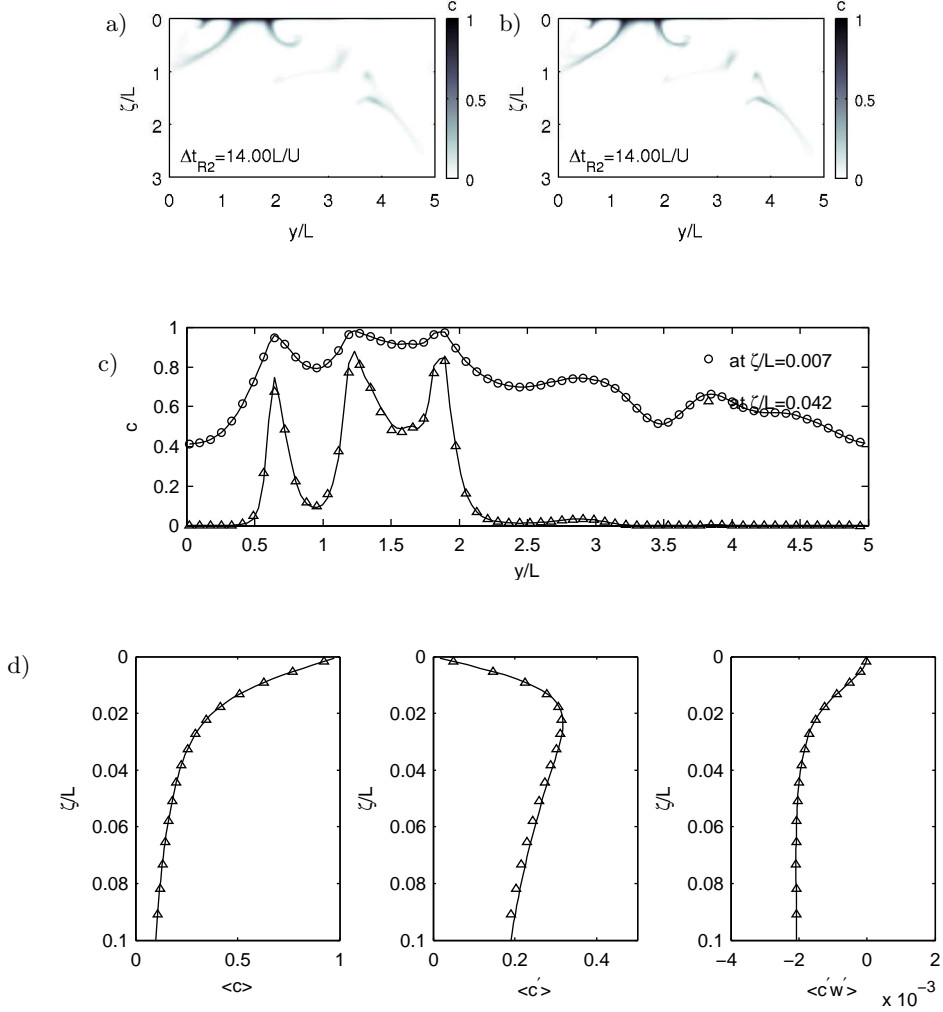 a)
c
0
1
2
3
ζ/L
Δt_R2=14.00L/U
0 1 2 3 4 5
y/L
1
0.5
0
b)
c
0
1
2
3
ζ/L
Δt_R2=14.00L/U
0 1 2 3 4 5
y/L
1
0.5
0
c)
1
0.8
0.6
0.4
0.2
0
c
at ζ/L=0.007
at ζ/L=0.042
0 0.5 1 1.5 2 2.5 3 3.5 4 4.5 5
y/L
d)
0
0.02
0.04
0.06
0.08
0.1
ζ/L
0 0.5 1
<c>
0
0.02
0.04
0.06
0.08
0.1
ζ/L
0 0.2 0.4
<c′>
0
0.02
0.04
0.06
0.08
0.1
ζ/L
−4 −2 0 2
<c′w′>
x 10^−3